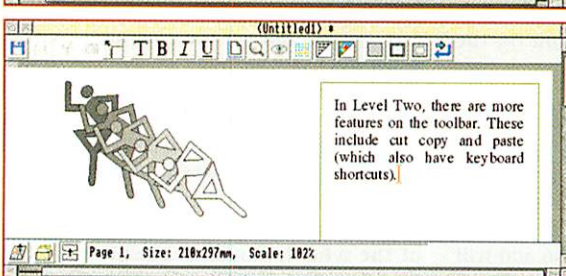 <Untitled1> *
T B I U
In Level Two, there are more
features on the toolbar. These
include cut copy and paste
(which also have keyboard
shortcuts).
Page 1, Size: 210x297mm, Scale: 102%